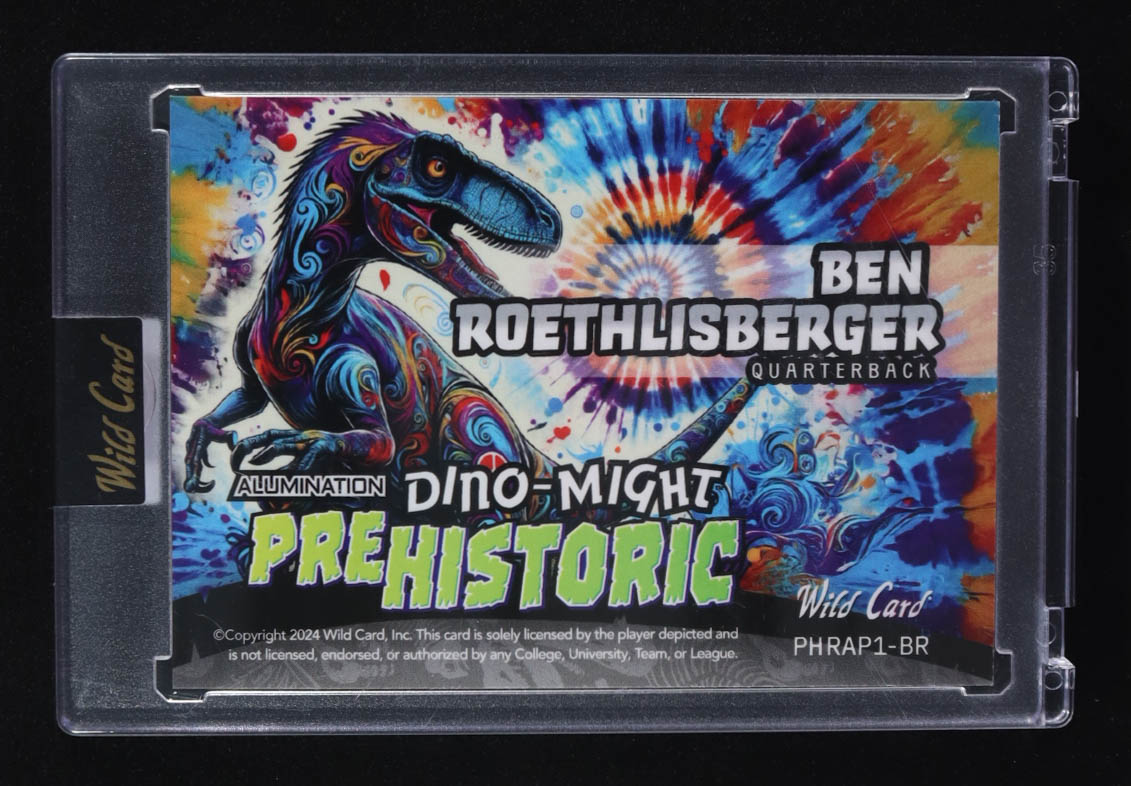 BEN
ROETHLISBERGER
QUARTERBACK
ALUMINATION
DINO-MIGHT
PREHISTORIC
Wild Card
Wild Card
PHRAP1-BR
©Copyright 2024 Wild Card, Inc. This card is solely licensed by the player depicted and
is not licensed, endorsed, or authorized by any College, University, Team, or League.